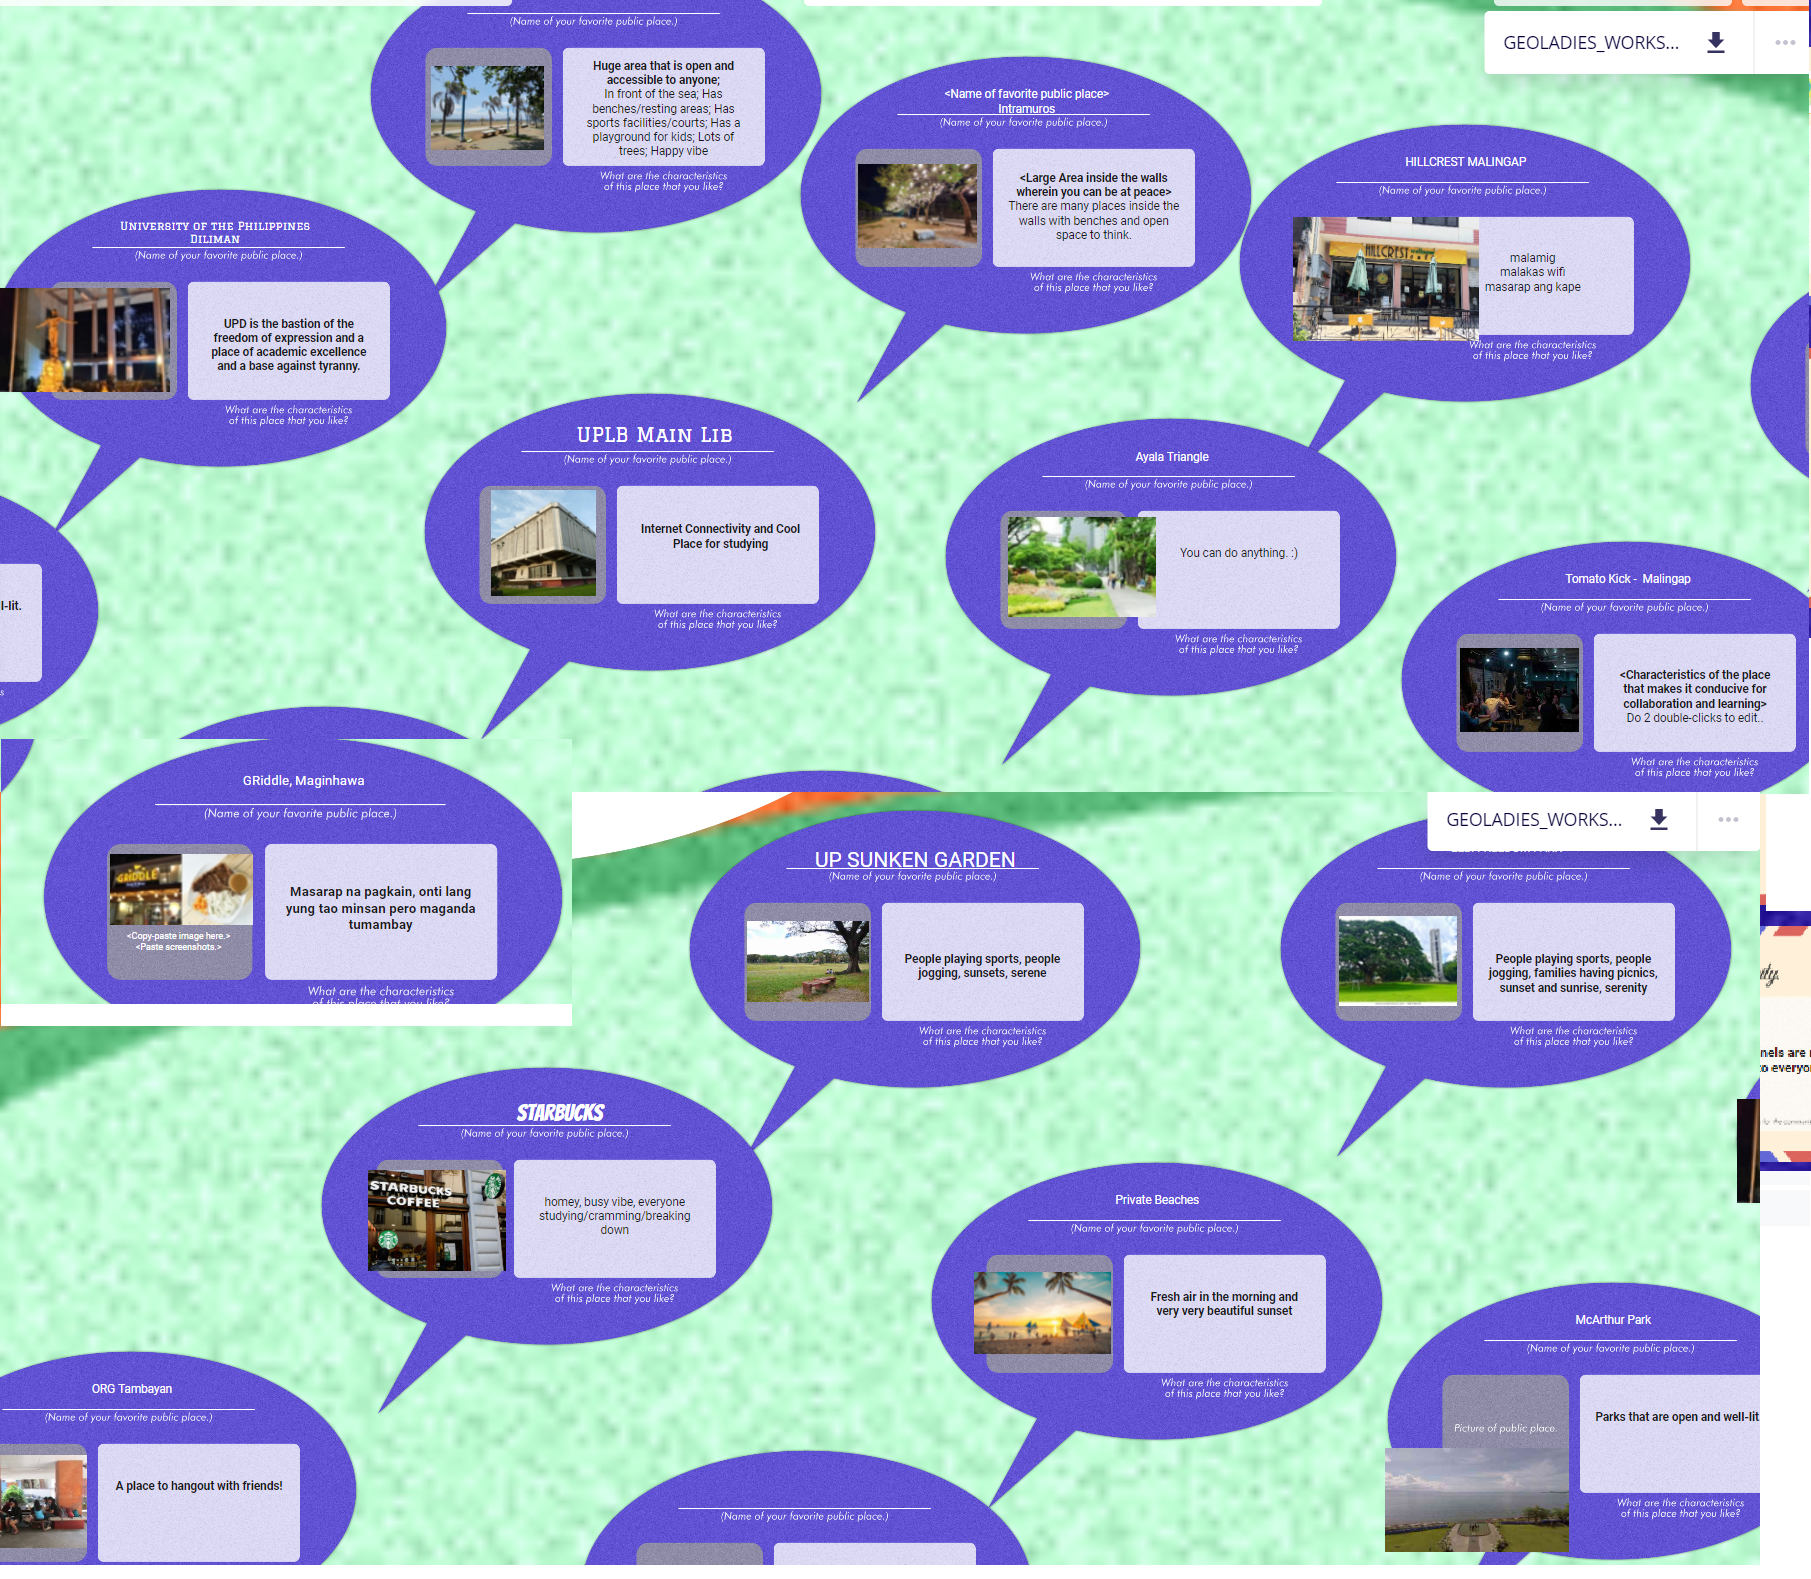 (Name of your favorite public place.)
Huge area that is open and
accessible to anyone;
In front of the sea; Has
benches/resting areas; Has
sports facilities/courts; Has a
playground for kids; Lots of
trees; Happy vibe
What are the characteristics
of this place that you like?
GEOLADIES_WORKS...
<Name of favorite public place>
Intramuros
(Name of your favorite public place.)
<Large Area inside the walls
wherein you can be at peace>
There are many places inside the
walls with benches and open
space to think.
What are the characteristics
of this place that you like?
HILLCREST MALINGAP
(Name of your favorite public place.)
HILLCREST
malamig
malakas wifi
masarap ang kape
What are the characteristics
of this place that you like?
University of the Philippines
Diliman
(Name of your favorite public place.)
UPD is the bastion of the
freedom of expression and a
place of academic excellence
and a base against tyranny.
What are the characteristics
of this place that you like?
UPLB Main Lib
(Name of your favorite public place.)
Internet Connectivity and Cool
Place for studying
What are the characteristics
of this place that you like?
Ayala Triangle
(Name of your favorite public place.)
You can do anything. :)
What are the characteristics
of this place that you like?
l-lit.
s
Tomato Kick - Malingap
(Name of your favorite public place.)
<Characteristics of the place
that makes it conducive for
collaboration and learning>
Do 2 double-clicks to edit..
What are the characteristics
of this place that you like?
GRiddle, Maginhawa
(Name of your favorite public place.)
GRIDDLE
<Copy-paste image here.>
<Paste screenshots.>
Masarap na pagkain, onti lang
yung tao minsan pero maganda
tumambay
What are the characteristics
of this place that you like?
UP SUNKEN GARDEN
(Name of your favorite public place.)
People playing sports, people
jogging, sunsets, serene
What are the characteristics
of this place that you like?
GEOLADIES_WORKS...
(Name of your favorite public place.)
People playing sports, people
jogging, families having picnics,
sunset and sunrise, serenity
What are the characteristics
of this place that you like?
nels are
o everyo
STARBUCKS
(Name of your favorite public place.)
STARBUCKS
COFFEE
homey, busy vibe, everyone
studying/cramming/breaking
down
What are the characteristics
of this place that you like?
Private Beaches
(Name of your favorite public place.)
Fresh air in the morning and
very very beautiful sunset
What are the characteristics
of this place that you like?
McArthur Park
(Name of your favorite public place.)
Picture of public place.
Parks that are open and well-lit
What are the characteristics
of this place that you like?
ORG Tambayan
(Name of your favorite public place.)
A place to hangout with friends!
(Name of your favorite public place.)